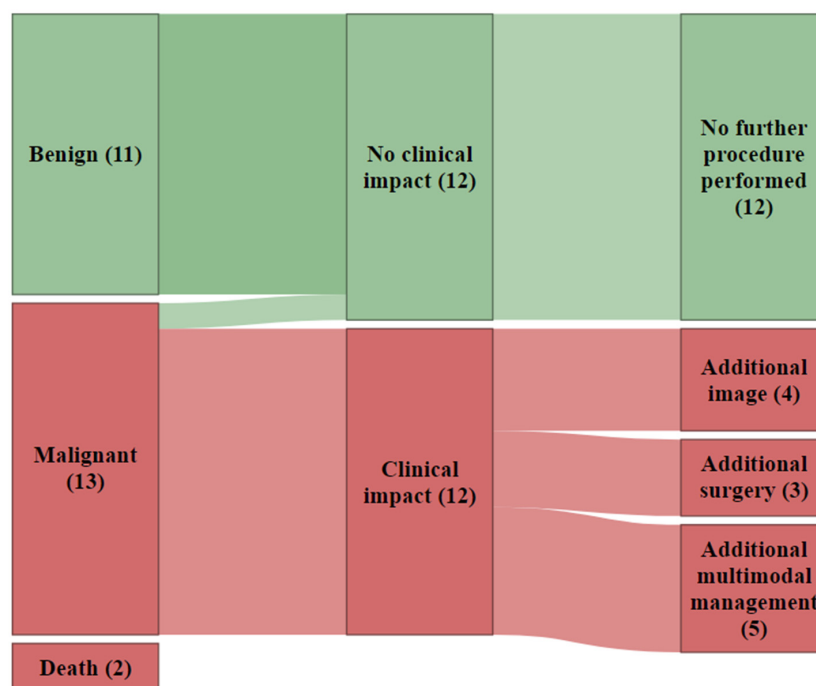 Benign (11)
No clinical
impact (12)
No further
procedure
performed
(12)
Malignant
(13)
Clinical
impact (12)
Additional
image (4)
Additional
surgery (3)
Additional
multimodal
management
(5)
Death (2)